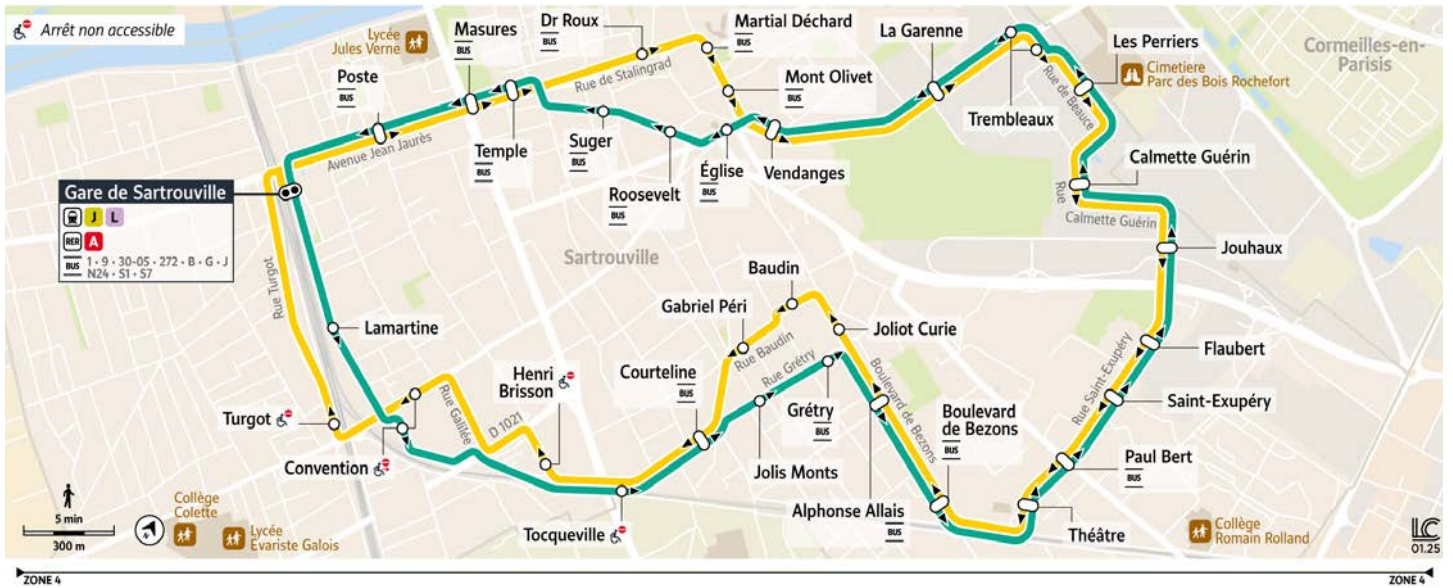 Arrêt non accessible
Lycée
Jules Verne
Masures
BUS
Dr Roux
BUS
Martial Déchard
BUS
La Garenne
Les Perriers
BUS
Cimetiere
Parc des Bois Rochefort
Cormeilles-en-
Parisis
Poste
BUS
Rue de Stalingrad
Mont Olivet
BUS
Rue de Beauce
Trembleaux
Avenue Jean Jaurès
Temple
BUS
Suger
BUS
Roosevelt
BUS
Église
BUS
Vendanges
Calmette Guérin
Rue
Calmette Guérin
Gare de Sartrouville
J L
RER A
BUS 1 • 9 • 30-05 • 272 • B • G • J
N24 • S1 • S7
Sartrouville
Jouhaux
Rue Turgot
Baudin
Gabriel Péri
Joliot Curie
Lamartine
Rue Baudin
Flaubert
Henri
Brisson
Courteline
BUS
Rue Grétry
Boulevard de Bezons
Rue Saint-Exupéry
Saint-Exupéry
Turgot
Rue Galilée
D 1021
Grétry
BUS
Boulevard
de Bezons
BUS
Convention
Jolis Monts
Paul Bert
BUS
5 min
300 m
Collège
Colette
Lycée
Evariste Galois
Tocqueville
Alphonse Allais
BUS
Théâtre
Collège
Romain Rolland
LC
01.25
ZONE 4
ZONE 4